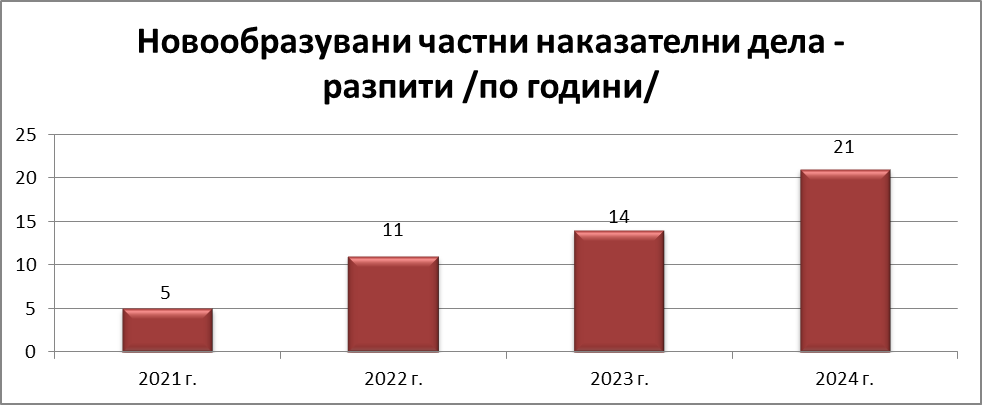 Новообразувани частни наказателни дела -
разпити /по години/
25
20
15
10
5
0
5
11
14
21
2021 г.
2022 г.
2023 г.
2024 г.